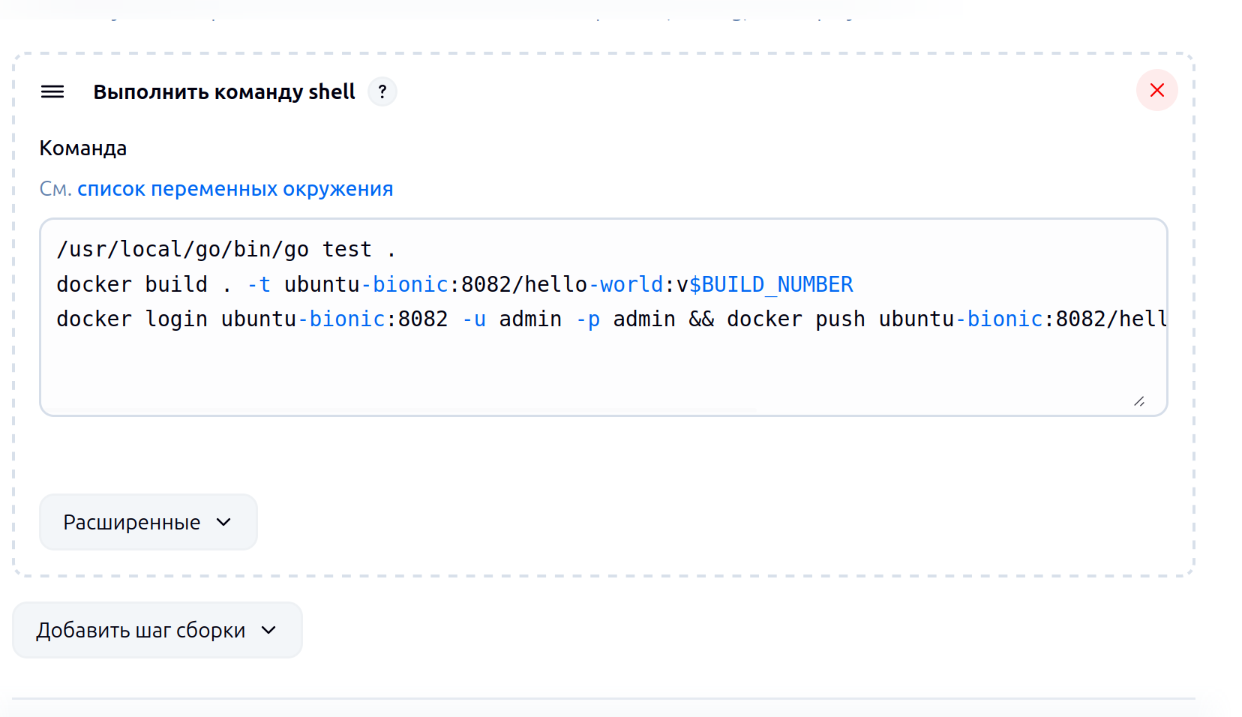 Выполнить команду shell ?
Команда
См. список переменных окружения
/usr/local/go/bin/go test .
docker build . -t ubuntu-bionic:8082/hello-world:v$BUILD_NUMBER
docker login ubuntu-bionic:8082 -u admin -p admin && docker push ubuntu-bionic:8082/hell
Расширенные
Добавить шаг сборки